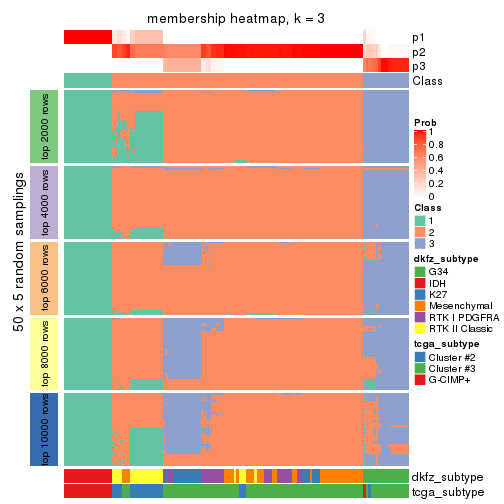 membership heatmap, k = 3
p1
p2
p3
Class
50 x 5 random samplings
top 2000 rows
top 4000 rows
top 6000 rows
top 8000 rows
top 10000 rows
dkfz_subtype
tcga_subtype
Prob
1
0.8
0.6
0.4
0.2
0
Class
1
2
3
dkfz_subtype
G34
IDH
K27
Mesenchymal
RTK I PDGFRA
RTK II Classic
tcga_subtype
Cluster #2
Cluster #3
G-CIMP+